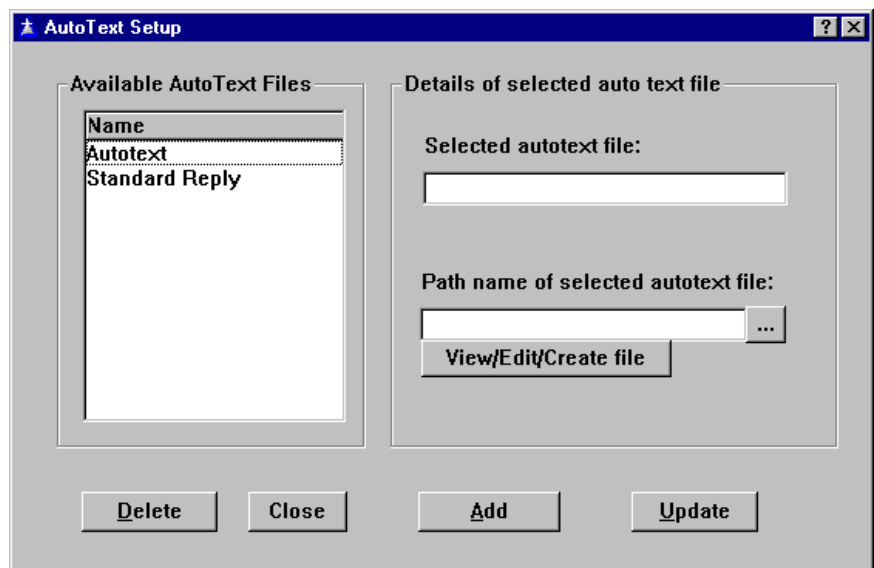 AutoText Setup
Available AutoText Files
Name
Autotext
Standard Reply
Details of selected auto text file
Selected autotext file:
Path name of selected autotext file:
...
View/Edit/Create file
Delete
Close
Add
Update